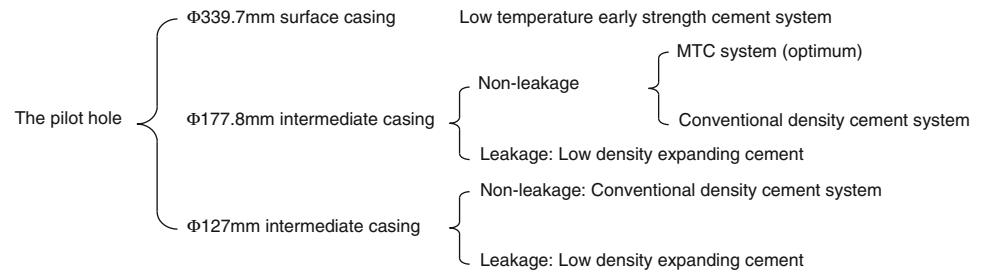 Φ339.7mm surface casing Low temperature early strength cement system
MTC system (optimum)
Non-leakage
The pilot hole Φ177.8mm intermediate casing Conventional density cement system
Leakage: Low density expanding cement
Non-leakage: Conventional density cement system
Φ127mm intermediate casing
Leakage: Low density expanding cement